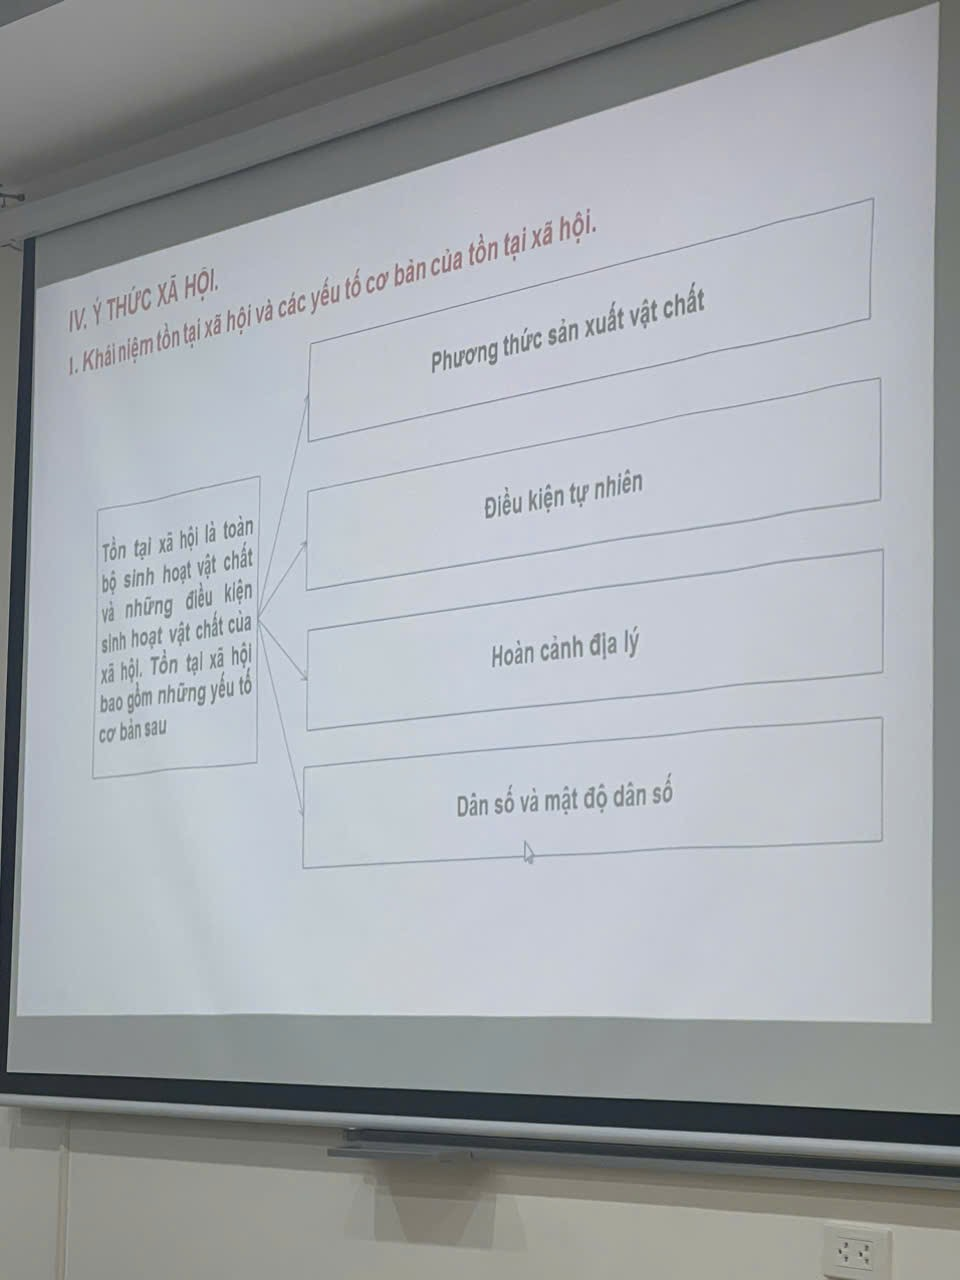 IV. Ý THỨC XÃ HỘI.
1. Khái niệm tồn tại xã hội và các yếu tố cơ bản của tồn tại xã hội.
Tồn tại xã hội là toàn
bộ sinh hoạt vật chất
và những điều kiện
sinh hoạt vật chất của
xã hội. Tồn tại xã hội
bao gồm những yếu tố
cơ bản sau
Phương thức sản xuất vật chất
Điều kiện tự nhiên
Hoàn cảnh địa lý
Dân số và mật độ dân số